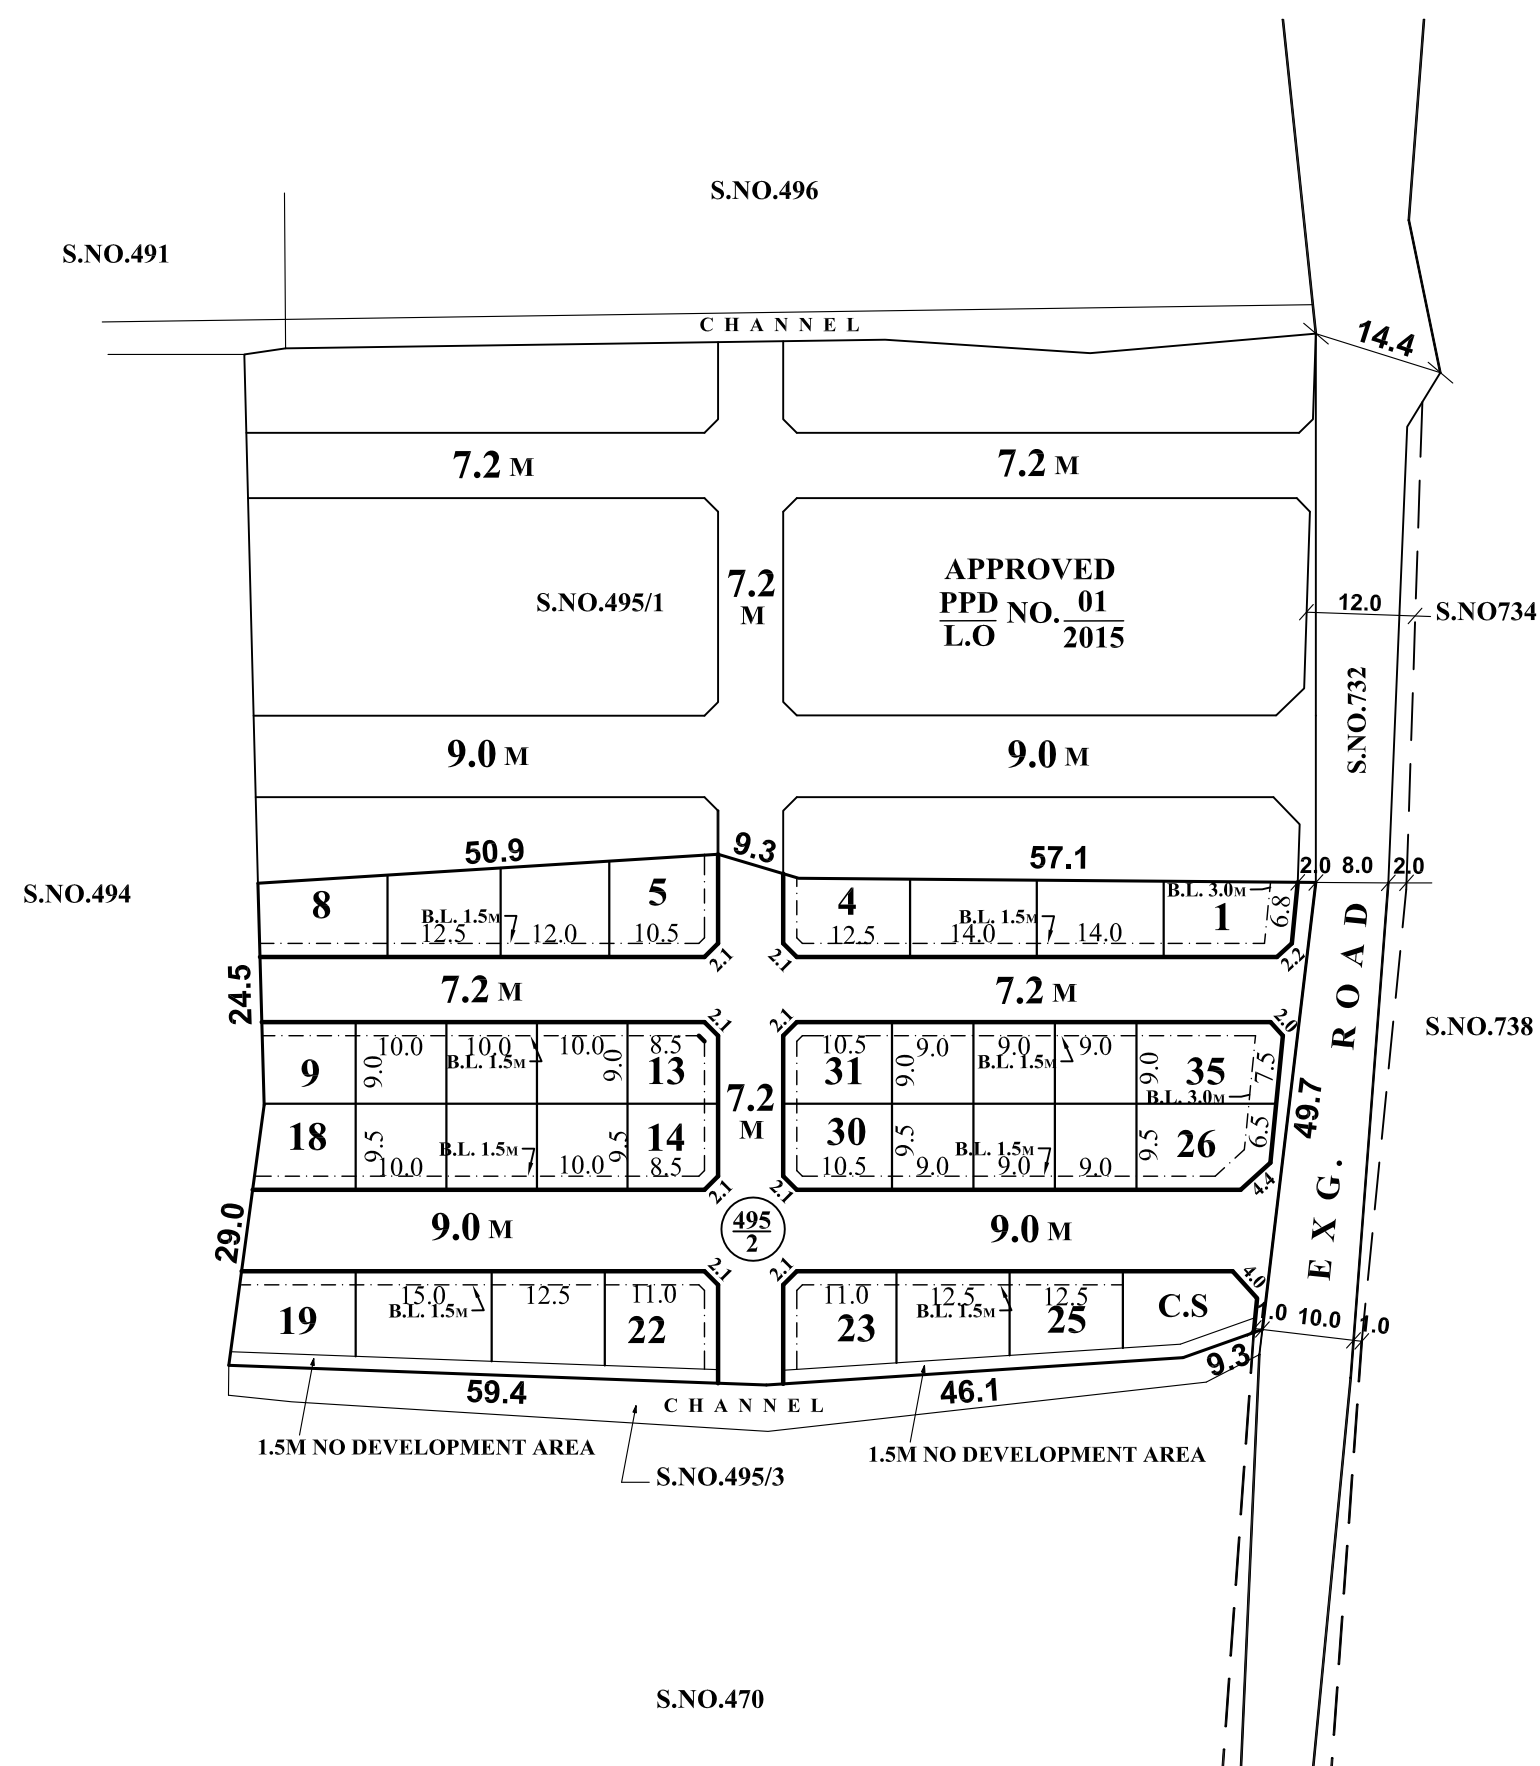 S.NO.496
S.NO.491
CHANNEL
14.4
7.2 M
7.2 M
APPROVED
PPD
L.O
NO.
01
2015
7.2
M
S.NO.495/1
12.0
S.NO734
S.NO.732
9.0 M
9.0 M
50.9
9.3
57.1
2.0
8.0
2.0
S.NO.494
8
5
4
1
B.L. 3.0M
6.8
B.L. 1.5M
B.L. 1.5M
12.5
12.0
10.5
12.5
14.0
14.0
2.1
2.1
2.2
24.5
7.2 M
7.2 M
EXG. ROAD
S.NO.738
2.1
2.1
2.0
10.0
10.0
10.0
8.5
10.5
9.0
9.0
9.0
B.L. 1.5M
B.L. 1.5M
9
9.0
9.0
13
31
9.0
9.0
35
7.5
B.L. 3.0M
7.2
M
49.7
18
9.5
9.5
14
30
9.5
9.5
26
6.5
B.L. 1.5M
B.L. 1.5M
10.0
10.0
8.5
10.5
9.0
9.0
9.0
2.1
2.1
4.4
29.0
9.0 M
495
2
9.0 M
2.1
2.1
4.0
15.0
12.5
11.0
11.0
12.5
12.5
B.L. 1.5M
B.L. 1.5M
19
22
23
25
C.S
1.0
10.0
1.0
9.3
59.4
46.1
CHANNEL
1.5M NO DEVELOPMENT AREA
1.5M NO DEVELOPMENT AREA
S.NO.495/3
S.NO.470